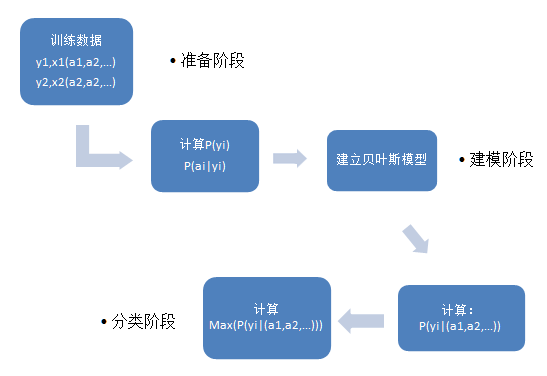 训练数据
y1,x1(a1,a2,...)
y2,x2(a2,a2,...)
• 准备阶段
计算P(yi)
P(ai|yi)
建立贝叶斯模型
• 建模阶段
• 分类阶段
计算
Max(P(yi|(a1,a2,...)))
计算：
P(yi|(a1,a2,...))